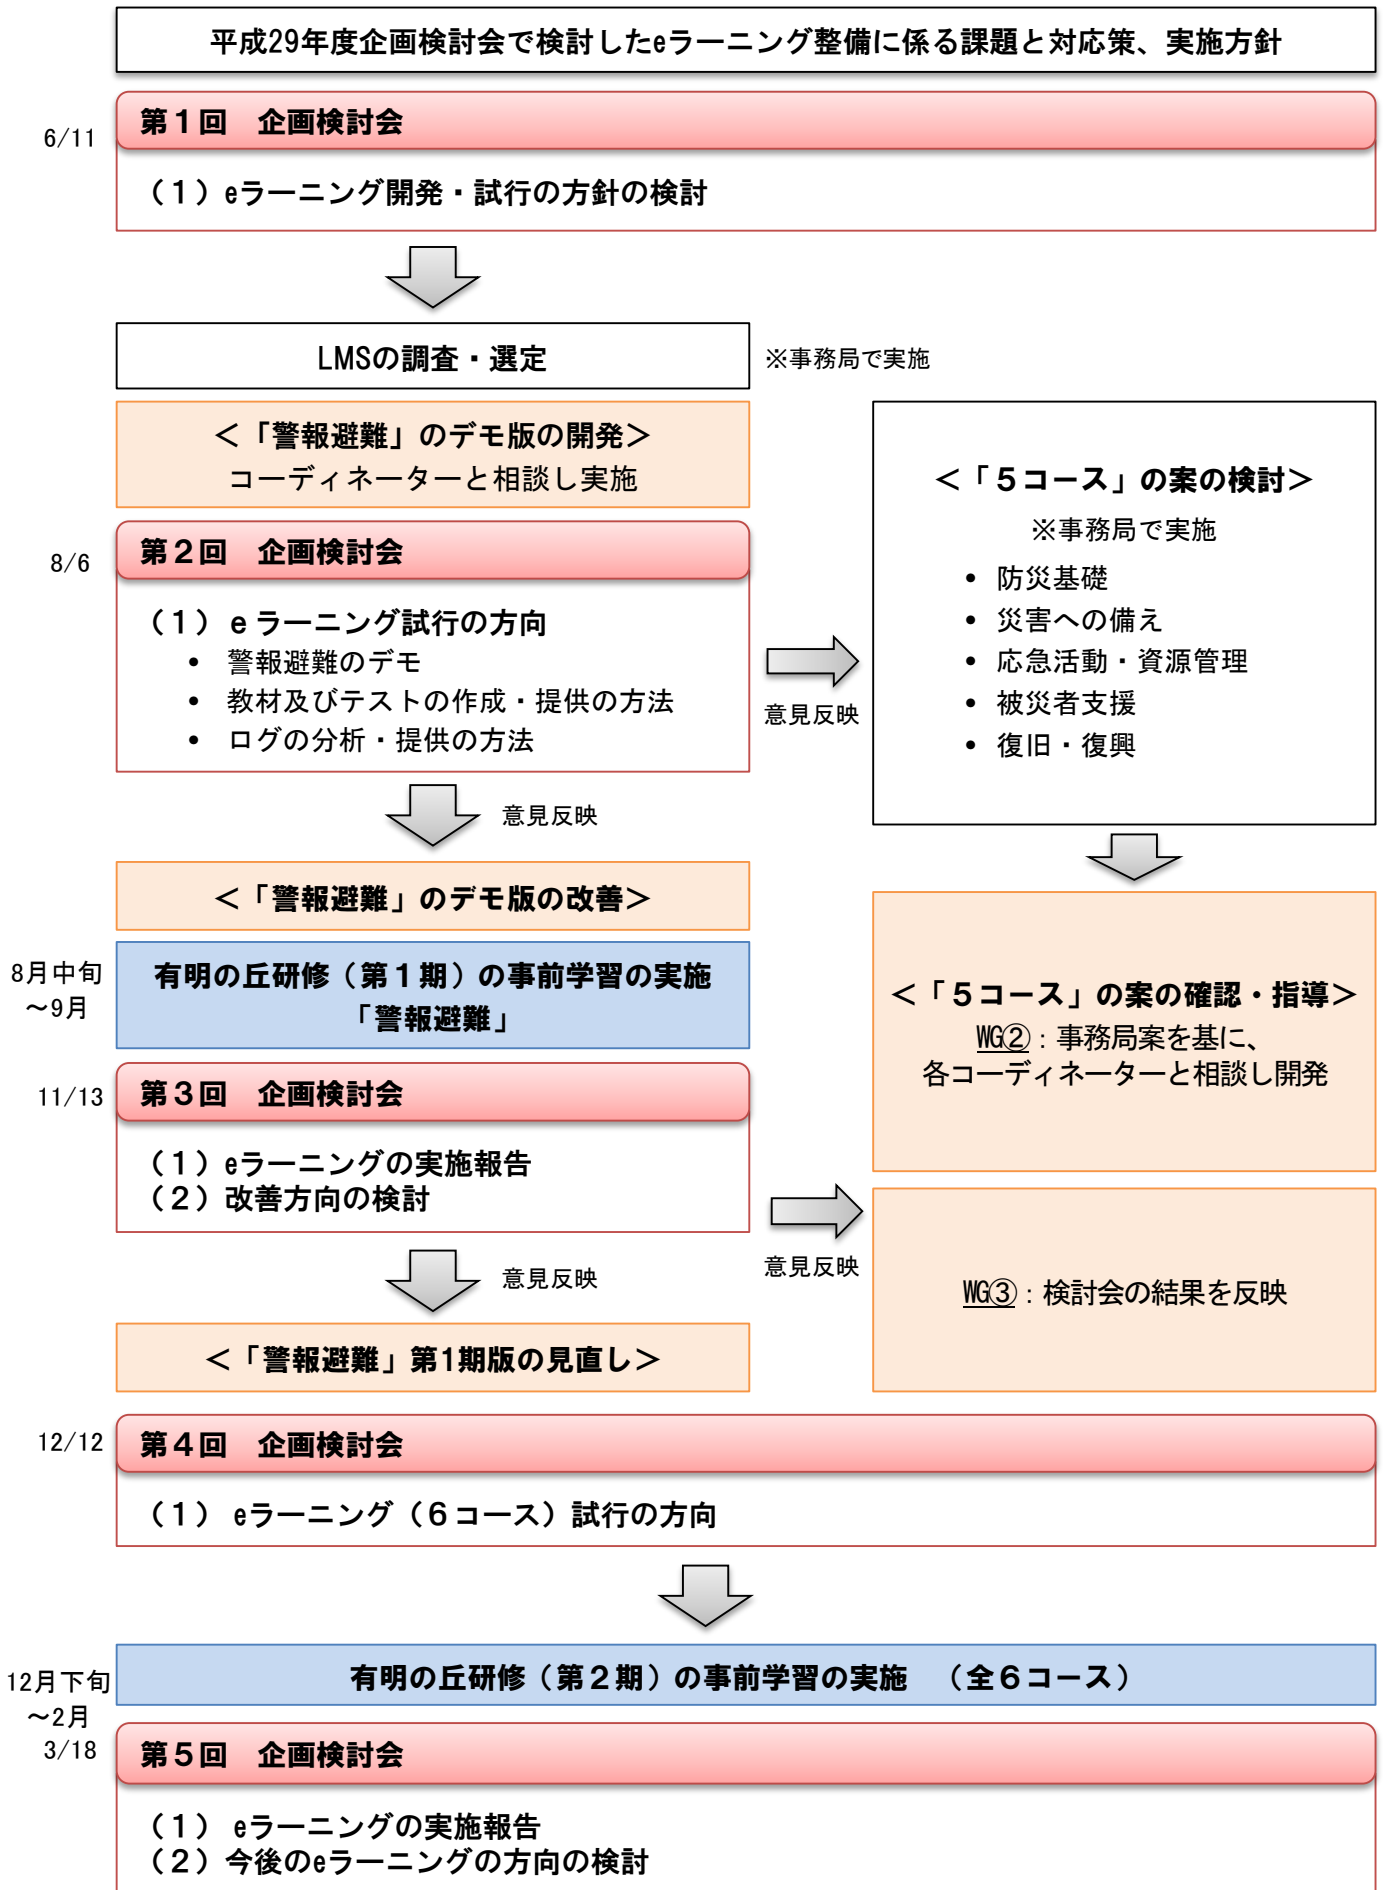 平成29年度企画検討会で検討したeラーニング整備に係る課題と対応策、実施方針
6/11
第１回　企画検討会
（１）eラーニング開発・試行の方針の検討
LMSの調査・選定
※事務局で実施
＜「警報避難」のデモ版の開発＞
コーディネーターと相談し実施
8/6
第２回　企画検討会
（１）ｅラーニング試行の方向
• 警報避難のデモ
• 教材及びテストの作成・提供の方法
• ログの分析・提供の方法
意見反映
＜「５コース」の案の検討＞
※事務局で実施
• 防災基礎
• 災害への備え
• 応急活動・資源管理
• 被災者支援
• 復旧・復興
意見反映
＜「警報避難」のデモ版の改善＞
8月中旬
～9月
有明の丘研修（第１期）の事前学習の実施
「警報避難」
＜「５コース」の案の確認・指導＞
WG②：事務局案を基に、
各コーディネーターと相談し開発
11/13
第３回　企画検討会
（１）eラーニングの実施報告
（２）改善方向の検討
意見反映
WG③：検討会の結果を反映
意見反映
＜「警報避難」第1期版の見直し＞
12/12
第４回　企画検討会
（１） eラーニング（６コース）試行の方向
12月下旬
～2月
有明の丘研修（第２期）の事前学習の実施　（全６コース）
3/18
第５回　企画検討会
（１） eラーニングの実施報告
（２）今後のeラーニングの方向の検討